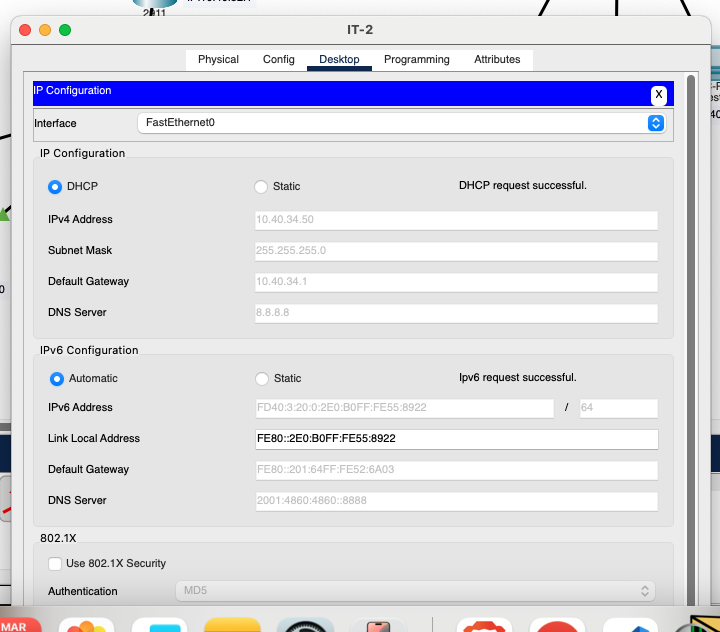 2911
IT-2
Physical Config Desktop Programming Attributes
IP Configuration X
Interface FastEthernet0
IP Configuration
DHCP Static DHCP request successful.
IPv4 Address 10.40.34.50
Subnet Mask 255.255.255.0
Default Gateway 10.40.34.1
DNS Server 8.8.8.8
IPv6 Configuration
Automatic Static Ipv6 request successful.
IPv6 Address FD40:3:20:0:2E0:B0FF:FE55:8922 / 64
Link Local Address FE80::2E0:B0FF:FE55:8922
Default Gateway FE80::201:64FF:FE52:6A03
DNS Server 2001:4860:4860::8888
802.1X
Use 802.1X Security
Authentication MD5
MAR